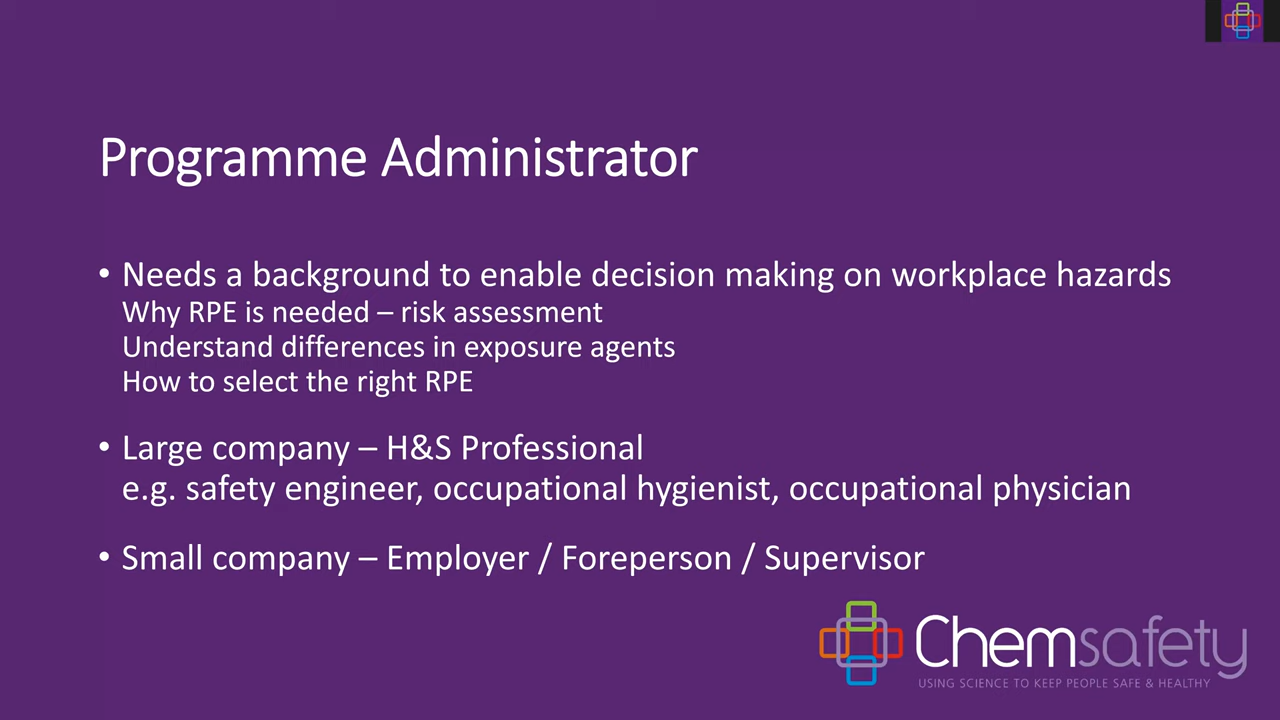 Programme Administrator
• Needs a background to enable decision making on workplace hazards
Why RPE is needed – risk assessment
Understand differences in exposure agents
How to select the right RPE
• Large company – H&S Professional
e.g. safety engineer, occupational hygienist, occupational physician
• Small company – Employer / Foreperson / Supervisor
Chemsafety
USING SCIENCE TO KEEP PEOPLE SAFE & HEALTHY